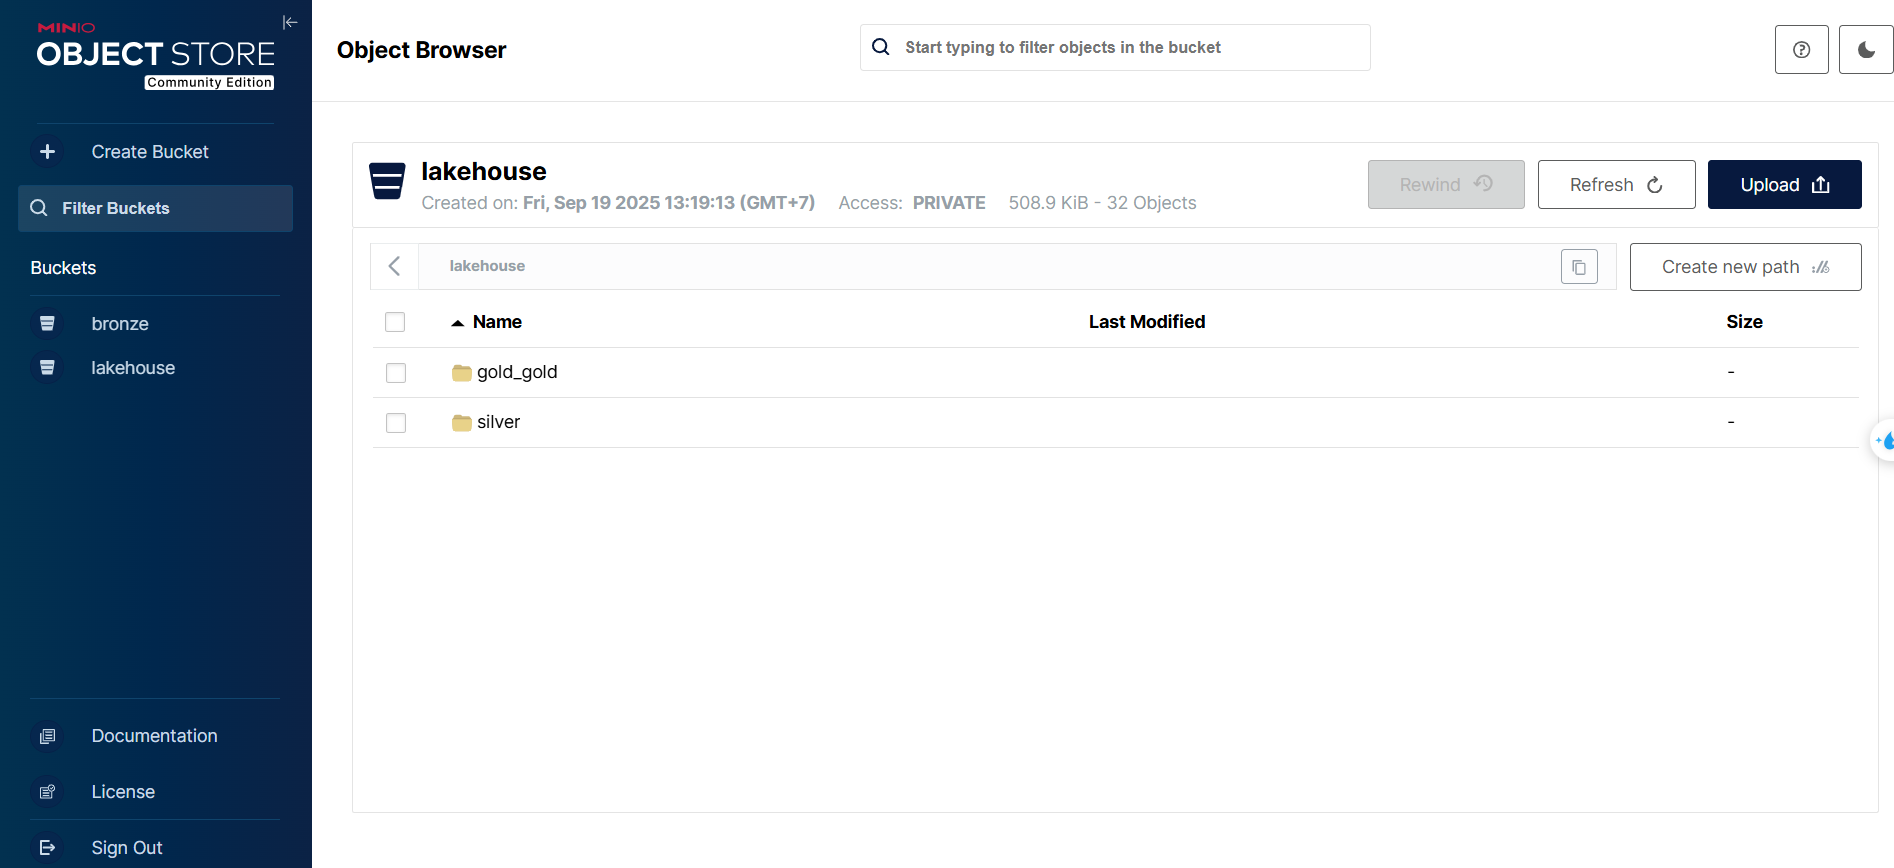 MINIO
OBJECT STORE
Community Edition
Create Bucket
Filter Buckets
Buckets
bronze
lakehouse
Documentation
License
Sign Out
Object Browser
Start typing to filter objects in the bucket
lakehouse
Created on: Fri, Sep 19 2025 13:19:13 (GMT+7) Access: PRIVATE 508.9 KiB - 32 Objects
Rewind
Refresh
Upload
lakehouse
Create new path
Name Last Modified Size
gold_gold -
silver -